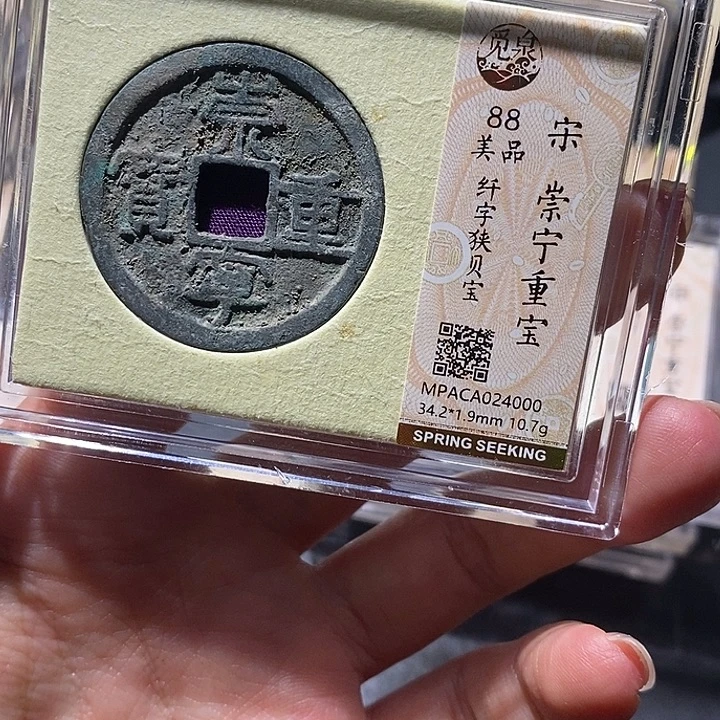 崇
重
寧
寶
觅泉
宋 崇宁重宝
88
美品
纤字狭贝宝
MPACA024000
34.2*1.9mm 10.7g
SPRING SEEKING